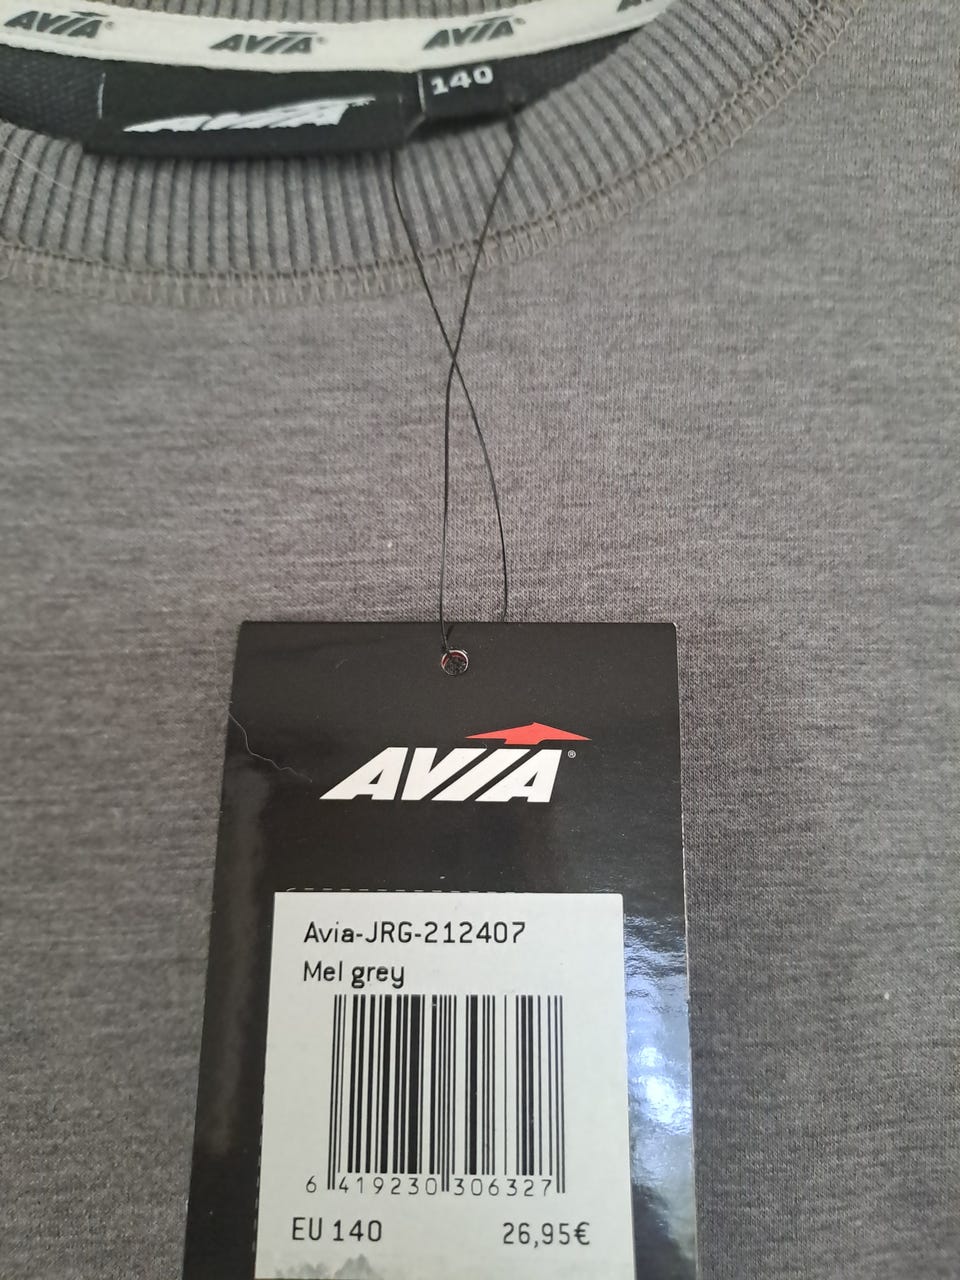 AVIA® AVIA® AVIA®
AVIA 140
AVIA®
Avia-JRG-212407
Mel grey
6 419230 306327
EU 140 26,95€